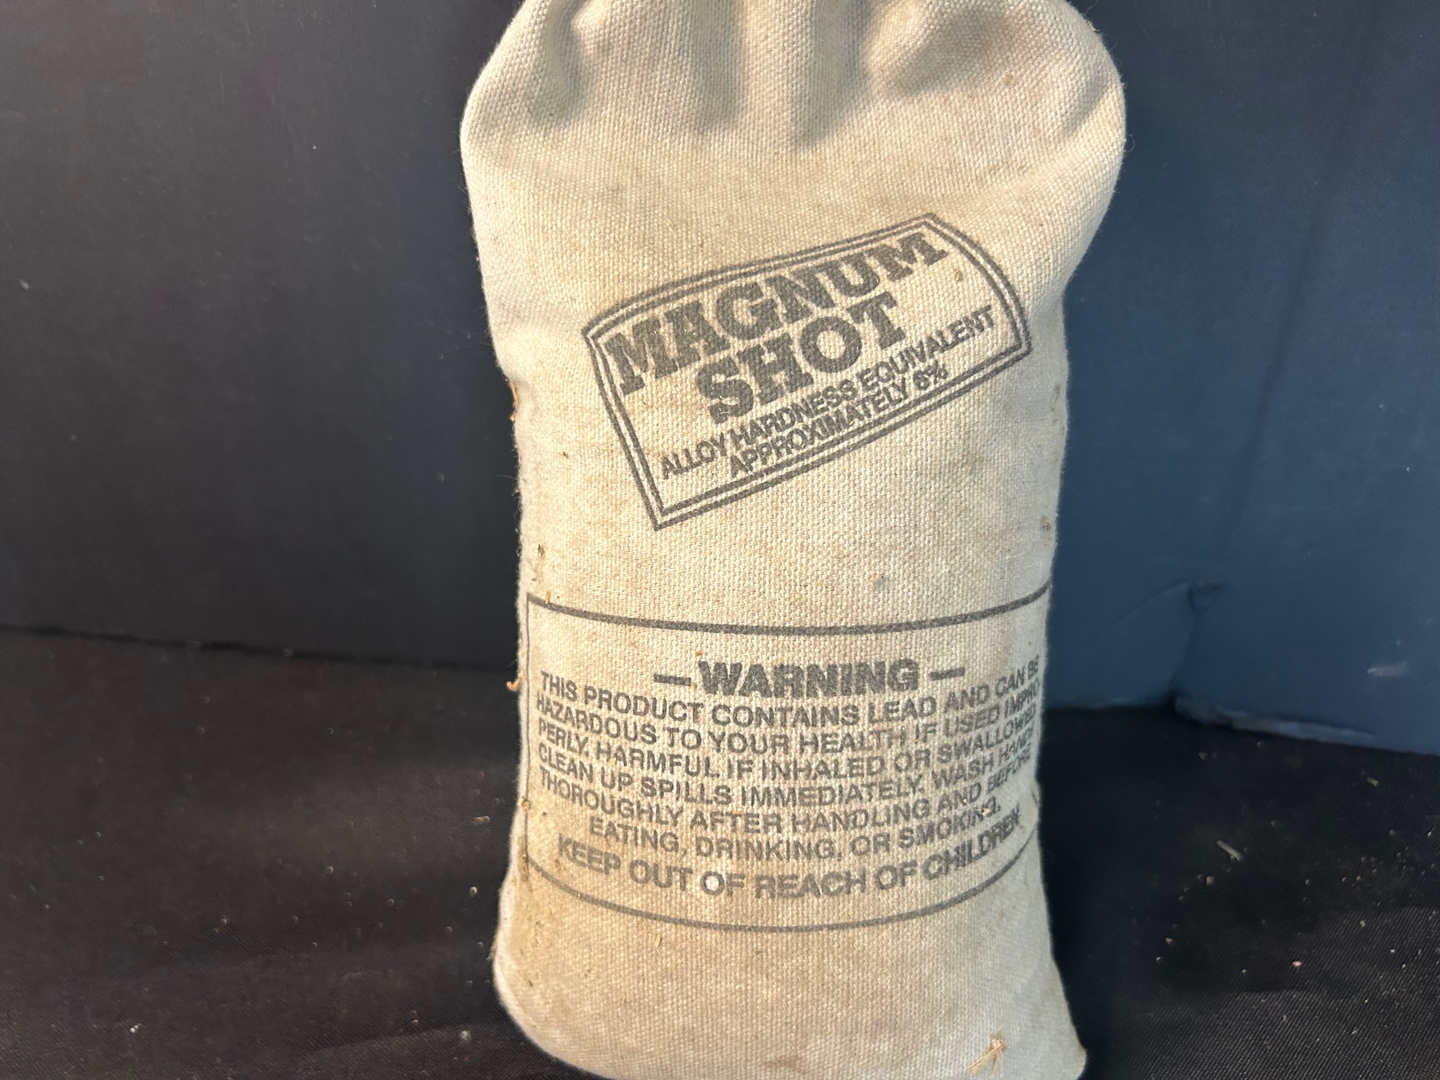 MAGNUM
SHOT
ALLOY HARDNESS EQUIVALENT
APPROXIMATELY 6%
— WARNING —
THIS PRODUCT CONTAINS LEAD AND CAN BE
HAZARDOUS TO YOUR HEALTH IF USED IMPRO
PERLY. HARMFUL IF INHALED OR SWALLOWED.
CLEAN UP SPILLS IMMEDIATELY. WASH HANDS
THOROUGHLY AFTER HANDLING AND BEFORE
EATING, DRINKING, OR SMOKING.
KEEP OUT OF REACH OF CHILDREN